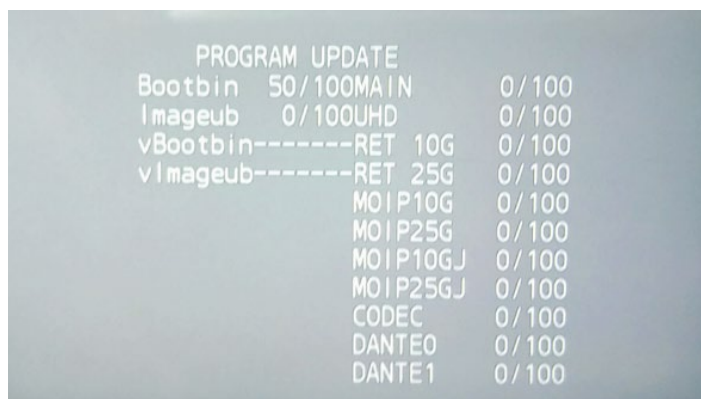 PROGRAM UPDATE
Bootbin 50/100MAIN 0/100
Imageub 0/100UHD 0/100
vBootbin-------RET 10G 0/100
vImageub-------RET 25G 0/100
MOIP10G 0/100
MOIP25G 0/100
MOIP10GJ 0/100
MOIP25GJ 0/100
CODEC 0/100
DANTE0 0/100
DANTE1 0/100